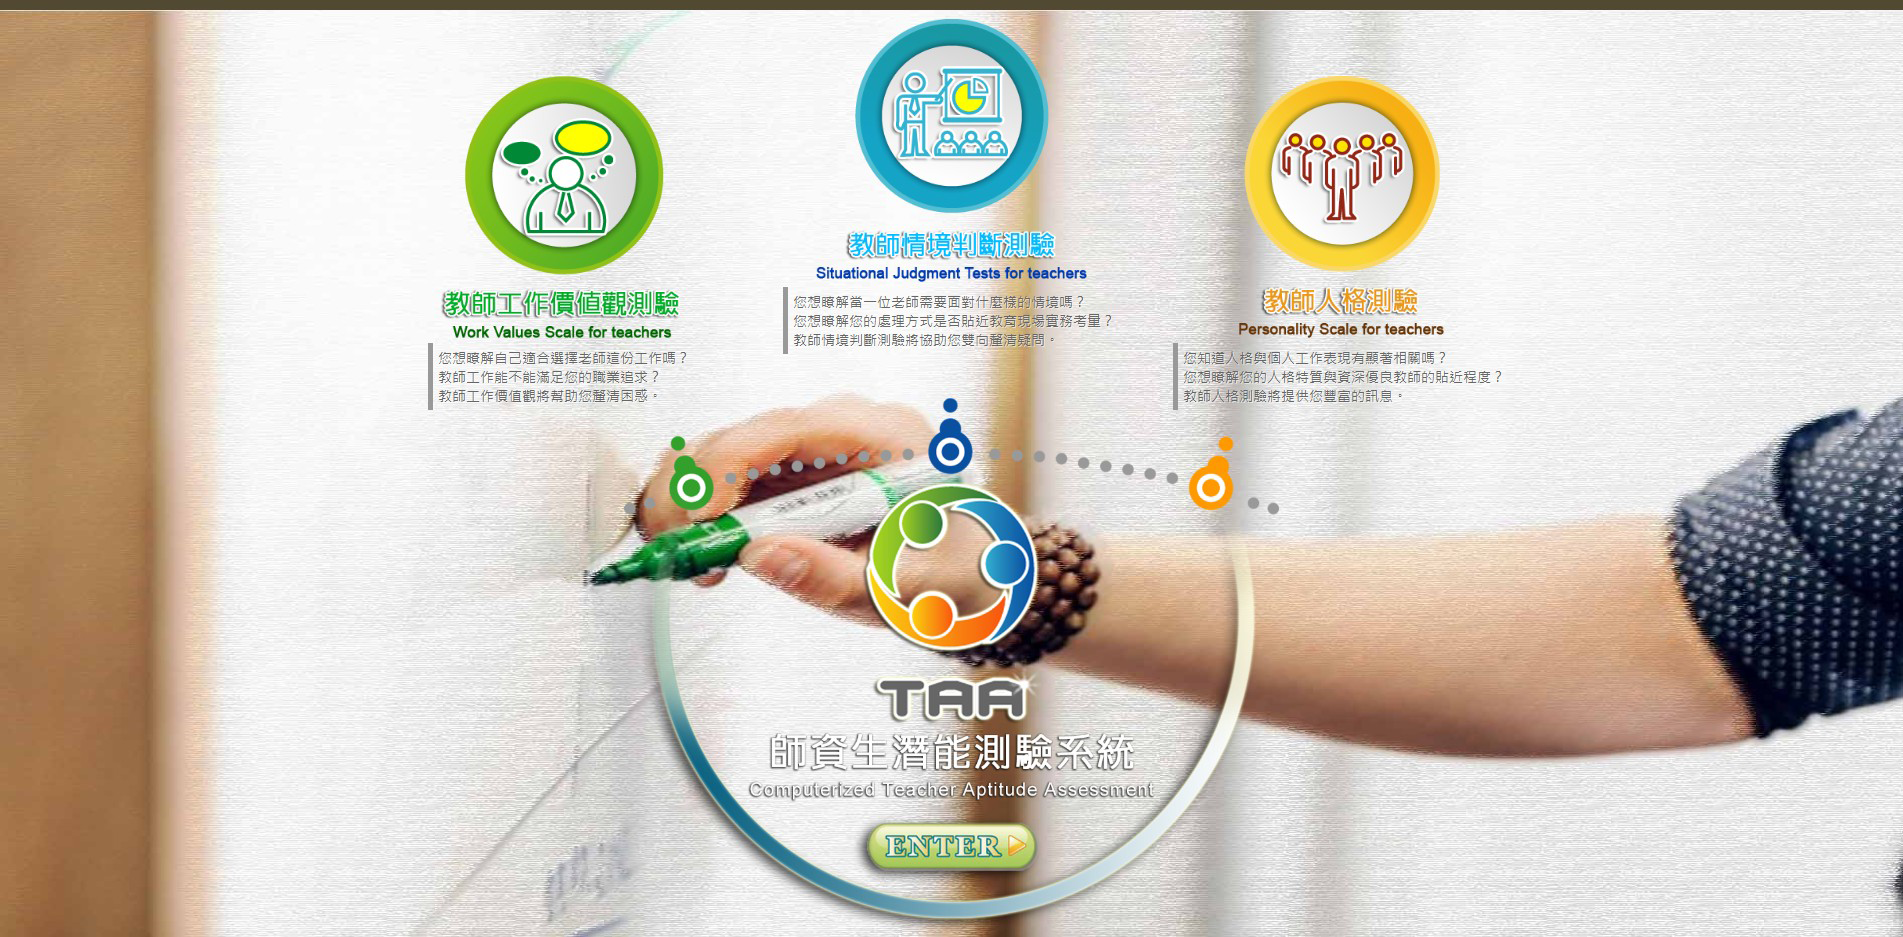 教師工作價值觀測驗
Work Values Scale for teachers
您想瞭解自己適合選擇老師這份工作嗎？
教師工作能不能滿足您的職業追求？
教師工作價值觀將幫助您釐清困惑。
教師情境判斷測驗
Situational Judgment Tests for teachers
您想瞭解當一位老師需要面對什麼樣的情境嗎？
您想瞭解您的處理方式是否貼近教育現場實務考量？
教師情境判斷測驗將協助您雙向釐清疑問。
教師人格測驗
Personality Scale for teachers
您知道人格與個人工作表現有顯著相關嗎？
您想瞭解您的人格特質與資深優良教師的貼近程度？
教師人格測驗將提供您豐富的訊息。
TAA
師資生潛能測驗系統
Computerized Teacher Aptitude Assessment
ENTER